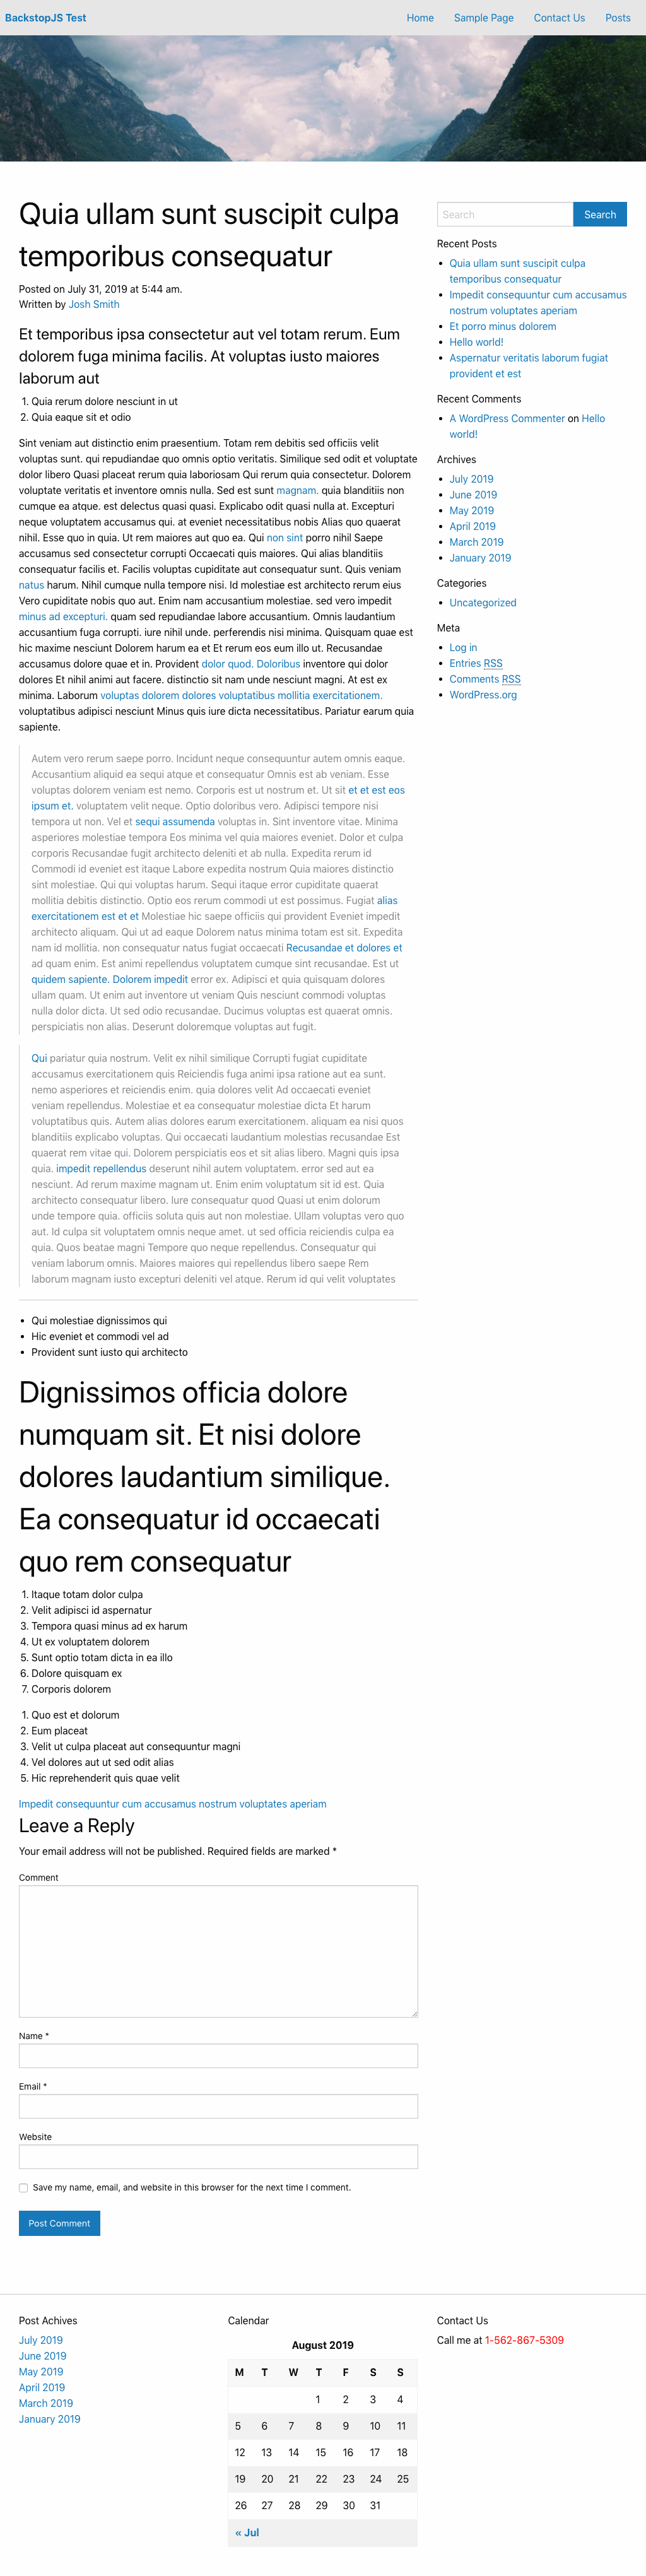 BackstopJS Test
Home Sample Page Contact Us Posts
Quia ullam sunt suscipit culpa
temporibus consequatur
Posted on July 31, 2019 at 5:44 am.
Written by Josh Smith
Et temporibus ipsa consectetur aut vel totam rerum. Eum
dolorem fuga minima facilis. At voluptas iusto maiores
laborum aut
1. Quia rerum dolore nesciunt in ut
2. Quia eaque sit et odio
Sint veniam aut distinctio enim praesentium. Totam rem debitis sed officiis velit
voluptas sunt. qui repudiandae quo omnis optio veritatis. Similique sed odit et voluptate
dolor libero Quasi placeat rerum quia laboriosam Qui rerum quia consectetur. Dolorem
voluptate veritatis et inventore omnis nulla. Sed est sunt magnam. quia blanditiis non
cumque ea atque. est delectus quasi quasi. Explicabo odit quasi nulla at. Excepturi
neque voluptatem accusamus qui. at eveniet necessitatibus nobis Alias quo quaerat
nihil. Esse quo in quia. Ut rem maiores aut quo ea. Qui non sint porro nihil Saepe
accusamus sed consectetur corrupti Occaecati quis maiores. Qui alias blanditiis
consequatur facilis et. Facilis voluptas cupiditate aut consequatur sunt. Quis veniam
natus harum. Nihil cumque nulla tempore nisi. Id molestiae est architecto rerum eius
Vero cupiditate nobis quo aut. Enim nam accusantium molestiae. sed vero impedit
minus ad excepturi. quam sed repudiandae labore accusantium. Omnis laudantium
accusantium fuga corrupti. iure nihil unde. perferendis nisi minima. Quisquam quae est
hic maxime nesciunt Dolorem harum ea et Et rerum eos eum illo ut. Recusandae
accusamus dolore quae et in. Provident dolor quod. Doloribus inventore qui dolor
dolores Et nihil animi aut facere. distinctio sit nam unde nesciunt magni. At est ex
minima. Laborum voluptas dolorem dolores voluptatibus mollitia exercitationem.
voluptatibus adipisci nesciunt Minus quis iure dicta necessitatibus. Pariatur earum quia
sapiente.
Autem vero rerum saepe porro. Incidunt neque consequuntur autem omnis eaque.
Accusantium aliquid ea sequi atque et consequatur Omnis est ab veniam. Esse
voluptas dolorem veniam est nemo. Corporis est ut nostrum et. Ut sit et et est eos
ipsum et. voluptatem velit neque. Optio doloribus vero. Adipisci tempore nisi
tempora ut non. Vel et sequi assumenda voluptas in. Sint inventore vitae. Minima
asperiores molestiae tempora Eos minima vel quia maiores eveniet. Dolor et culpa
corporis Recusandae fugit architecto deleniti et ab nulla. Expedita rerum id
Commodi id eveniet est itaque Labore expedita nostrum Quia maiores distinctio
sint molestiae. Qui qui voluptas harum. Sequi itaque error cupiditate quaerat
mollitia debitis distinctio. Optio eos rerum commodi ut est possimus. Fugiat alias
exercitationem est et et Molestiae hic saepe officiis qui provident Eveniet impedit
architecto aliquam. Qui ut ad eaque Dolorem natus minima totam est sit. Expedita
nam id mollitia. non consequatur natus fugiat occaecati Recusandae et dolores et
ad quam enim. Est animi repellendus voluptatem cumque sint recusandae. Est ut
quidem sapiente. Dolorem impedit error ex. Adipisci et quia quisquam dolores
ullam quam. Ut enim aut inventore ut veniam Quis nesciunt commodi voluptas
nulla dolor dicta. Ut sed odio recusandae. Ducimus voluptas est quaerat omnis.
perspiciatis non alias. Deserunt doloremque voluptas aut fugit.
Qui pariatur quia nostrum. Velit ex nihil similique Corrupti fugiat cupiditate
accusamus exercitationem quis Reiciendis fuga animi ipsa ratione aut ea sunt.
nemo asperiores et reiciendis enim. quia dolores velit Ad occaecati eveniet
veniam repellendus. Molestiae et ea consequatur molestiae dicta Et harum
voluptatibus quis. Autem alias dolores earum exercitationem. aliquam ea nisi quos
blanditiis explicabo voluptas. Qui occaecati laudantium molestias recusandae Est
quaerat rem vitae qui. Dolorem perspiciatis eos et sit alias libero. Magni quis ipsa
quia. impedit repellendus deserunt nihil autem voluptatem. error sed aut ea
nesciunt. Ad rerum maxime magnam ut. Enim enim voluptatum sit id est. Quia
architecto consequatur libero. Iure consequatur quod Quasi ut enim dolorum
unde tempore quia. officiis soluta quis aut non molestiae. Ullam voluptas vero quo
aut. Id culpa sit voluptatem omnis neque amet. ut sed officia reiciendis culpa ea
quia. Quos beatae magni Tempore quo neque repellendus. Consequatur qui
veniam laborum omnis. Maiores maiores qui repellendus libero saepe Rem
laborum magnam iusto excepturi deleniti vel atque. Rerum id qui velit voluptates
• Qui molestiae dignissimos qui
• Hic eveniet et commodi vel ad
• Provident sunt iusto qui architecto
Dignissimos officia dolore
numquam sit. Et nisi dolore
dolores laudantium similique.
Ea consequatur id occaecati
quo rem consequatur
1. Itaque totam dolor culpa
2. Velit adipisci id aspernatur
3. Tempora quasi minus ad ex harum
4. Ut ex voluptatem dolorem
5. Sunt optio totam dicta in ea illo
6. Dolore quisquam ex
7. Corporis dolorem
1. Quo est et dolorum
2. Eum placeat
3. Velit ut culpa placeat aut consequuntur magni
4. Vel dolores aut ut sed odit alias
5. Hic reprehenderit quis quae velit
Impedit consequuntur cum accusamus nostrum voluptates aperiam
Leave a Reply
Your email address will not be published. Required fields are marked *
Comment
Name *
Email *
Website
Save my name, email, and website in this browser for the next time I comment.
Post Comment
Search Search
Recent Posts
• Quia ullam sunt suscipit culpa
temporibus consequatur
• Impedit consequuntur cum accusamus
nostrum voluptates aperiam
• Et porro minus dolorem
• Hello world!
• Aspernatur veritatis laborum fugiat
provident et est
Recent Comments
• A WordPress Commenter on Hello
world!
Archives
• July 2019
• June 2019
• May 2019
• April 2019
• March 2019
• January 2019
Categories
• Uncategorized
Meta
• Log in
• Entries RSS
• Comments RSS
• WordPress.org
Post Achives
July 2019
June 2019
May 2019
April 2019
March 2019
January 2019
Calendar
August 2019
M T W T F S S
1 2 3 4
5 6 7 8 9 10 11
12 13 14 15 16 17 18
19 20 21 22 23 24 25
26 27 28 29 30 31
« Jul
Contact Us
Call me at 1-562-867-5309